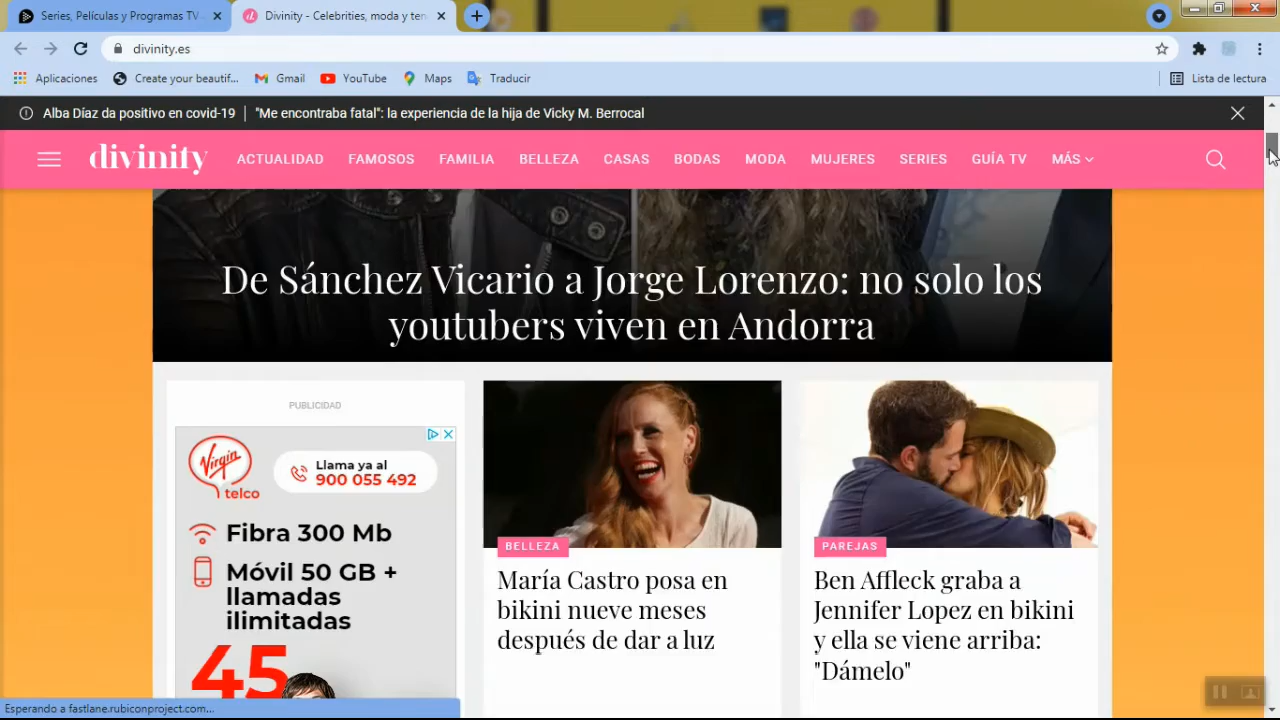 Series, Películas y Programas TV
Divinity - Celebrities, moda y ten
divinity.es
Aplicaciones
Create your beautif...
Gmail
YouTube
Maps
Traducir
Lista de lectura
Alba Díaz da positivo en covid-19 | "Me encontraba fatal": la experiencia de la hija de Vicky M. Berrocal
divinity
ACTUALIDAD
FAMOSOS
FAMILIA
BELLEZA
CASAS
BODAS
MODA
MUJERES
SERIES
GUÍA TV
MÁS
De Sánchez Vicario a Jorge Lorenzo: no solo los
youtubers viven en Andorra
PUBLICIDAD
Virgin
telco
Llama ya al
900 055 492
Fibra 300 Mb
Móvil 50 GB +
llamadas
ilimitadas
45
BELLEZA
María Castro posa en
bikini nueve meses
después de dar a luz
PAREJAS
Ben Affleck graba a
Jennifer Lopez en bikini
y ella se viene arriba:
"Dámelo"
Esperando a fastlane.rubiconproject.com...